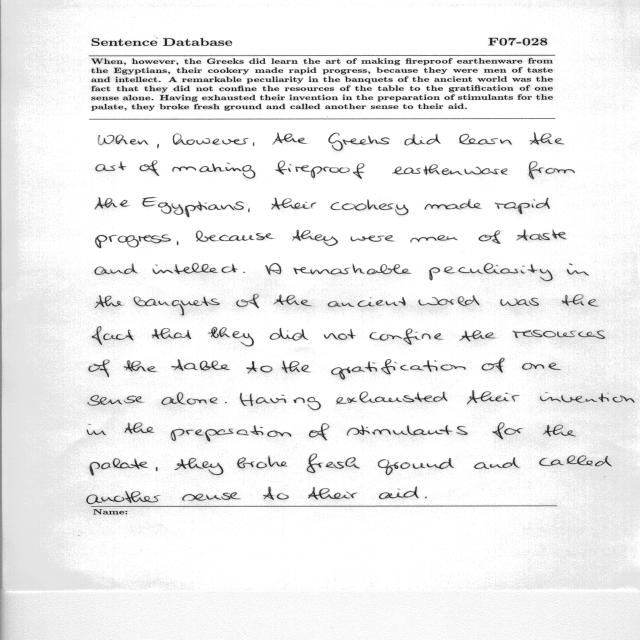 Sentence Database F07-028
When, however, the Greeks did learn the art of making fireproof earthenware from
the Egyptians, their cookery made rapid progress, because they were men of taste
and intellect. A remarkable peculiarity in the banquets of the ancient world was the
fact that they did not confine the resources of the table to the gratification of one
sense alone. Having exhausted their invention in the preparation of stimulants for the
palate, they broke fresh ground and called another sense to their aid.
When, however, the Greeks did learn the
art of making fireproof earthenware from
the Egyptians, their cookery made rapid
progress, because they were men of taste
and intellect. A remarkable peculiarity in
the banquets of the ancient world was the
fact that they did not confine the resources
of the table to the gratification of one
sense alone. Having exhausted their invention
in the preparation of stimulants for the
palate, they broke fresh ground and called
another sense to their aid.
Name: